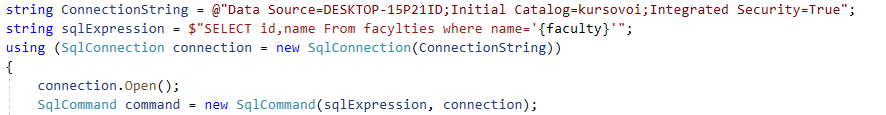 string ConnectionString = @"Data Source=DESKTOP-15P21ID;Initial Catalog=kursovoi;Integrated Security=True";
string sqlExpression = $"SELECT id,name From facylties where name='{faculty}'";
using (SqlConnection connection = new SqlConnection(ConnectionString))
{
connection.Open();
SqlCommand command = new SqlCommand(sqlExpression, connection);